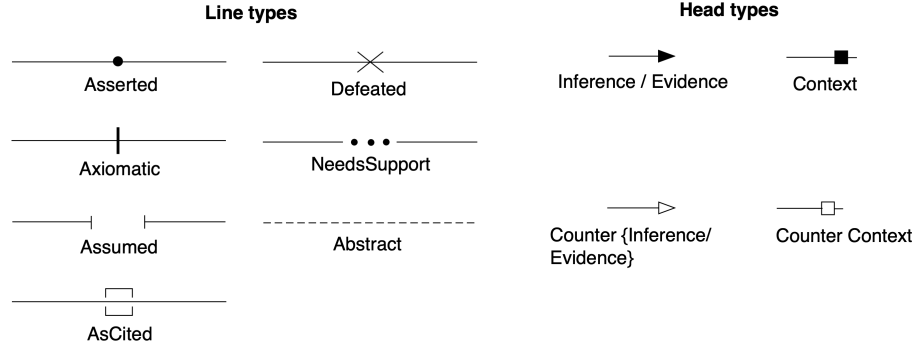 Line types
Head types
Asserted
Defeated
Inference / Evidence
Context
Axiomatic
NeedsSupport
Assumed
Abstract
Counter {Inference/
Evidence}
Counter Context
AsCited